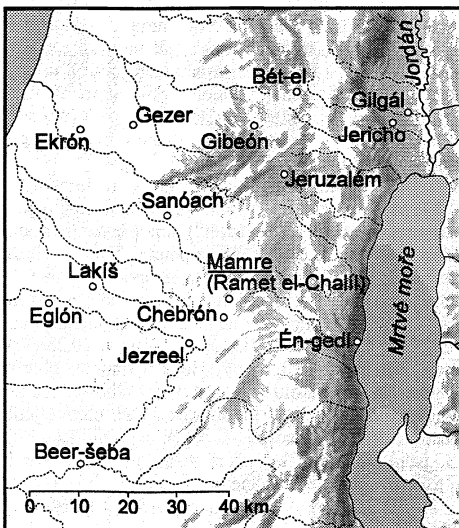 Jordán
Bét-el
Gilgál
Gezer
Ekrón
Gibeón
Jericho
Jeruzalém
Sanóach
Mamre
(Ramet el-Chalíl)
Lakíš
Eglón
Chebrón
Jezreel
Én-gedí
Mrtvé moře
Beer-šeba
0 10 20 30 40 km